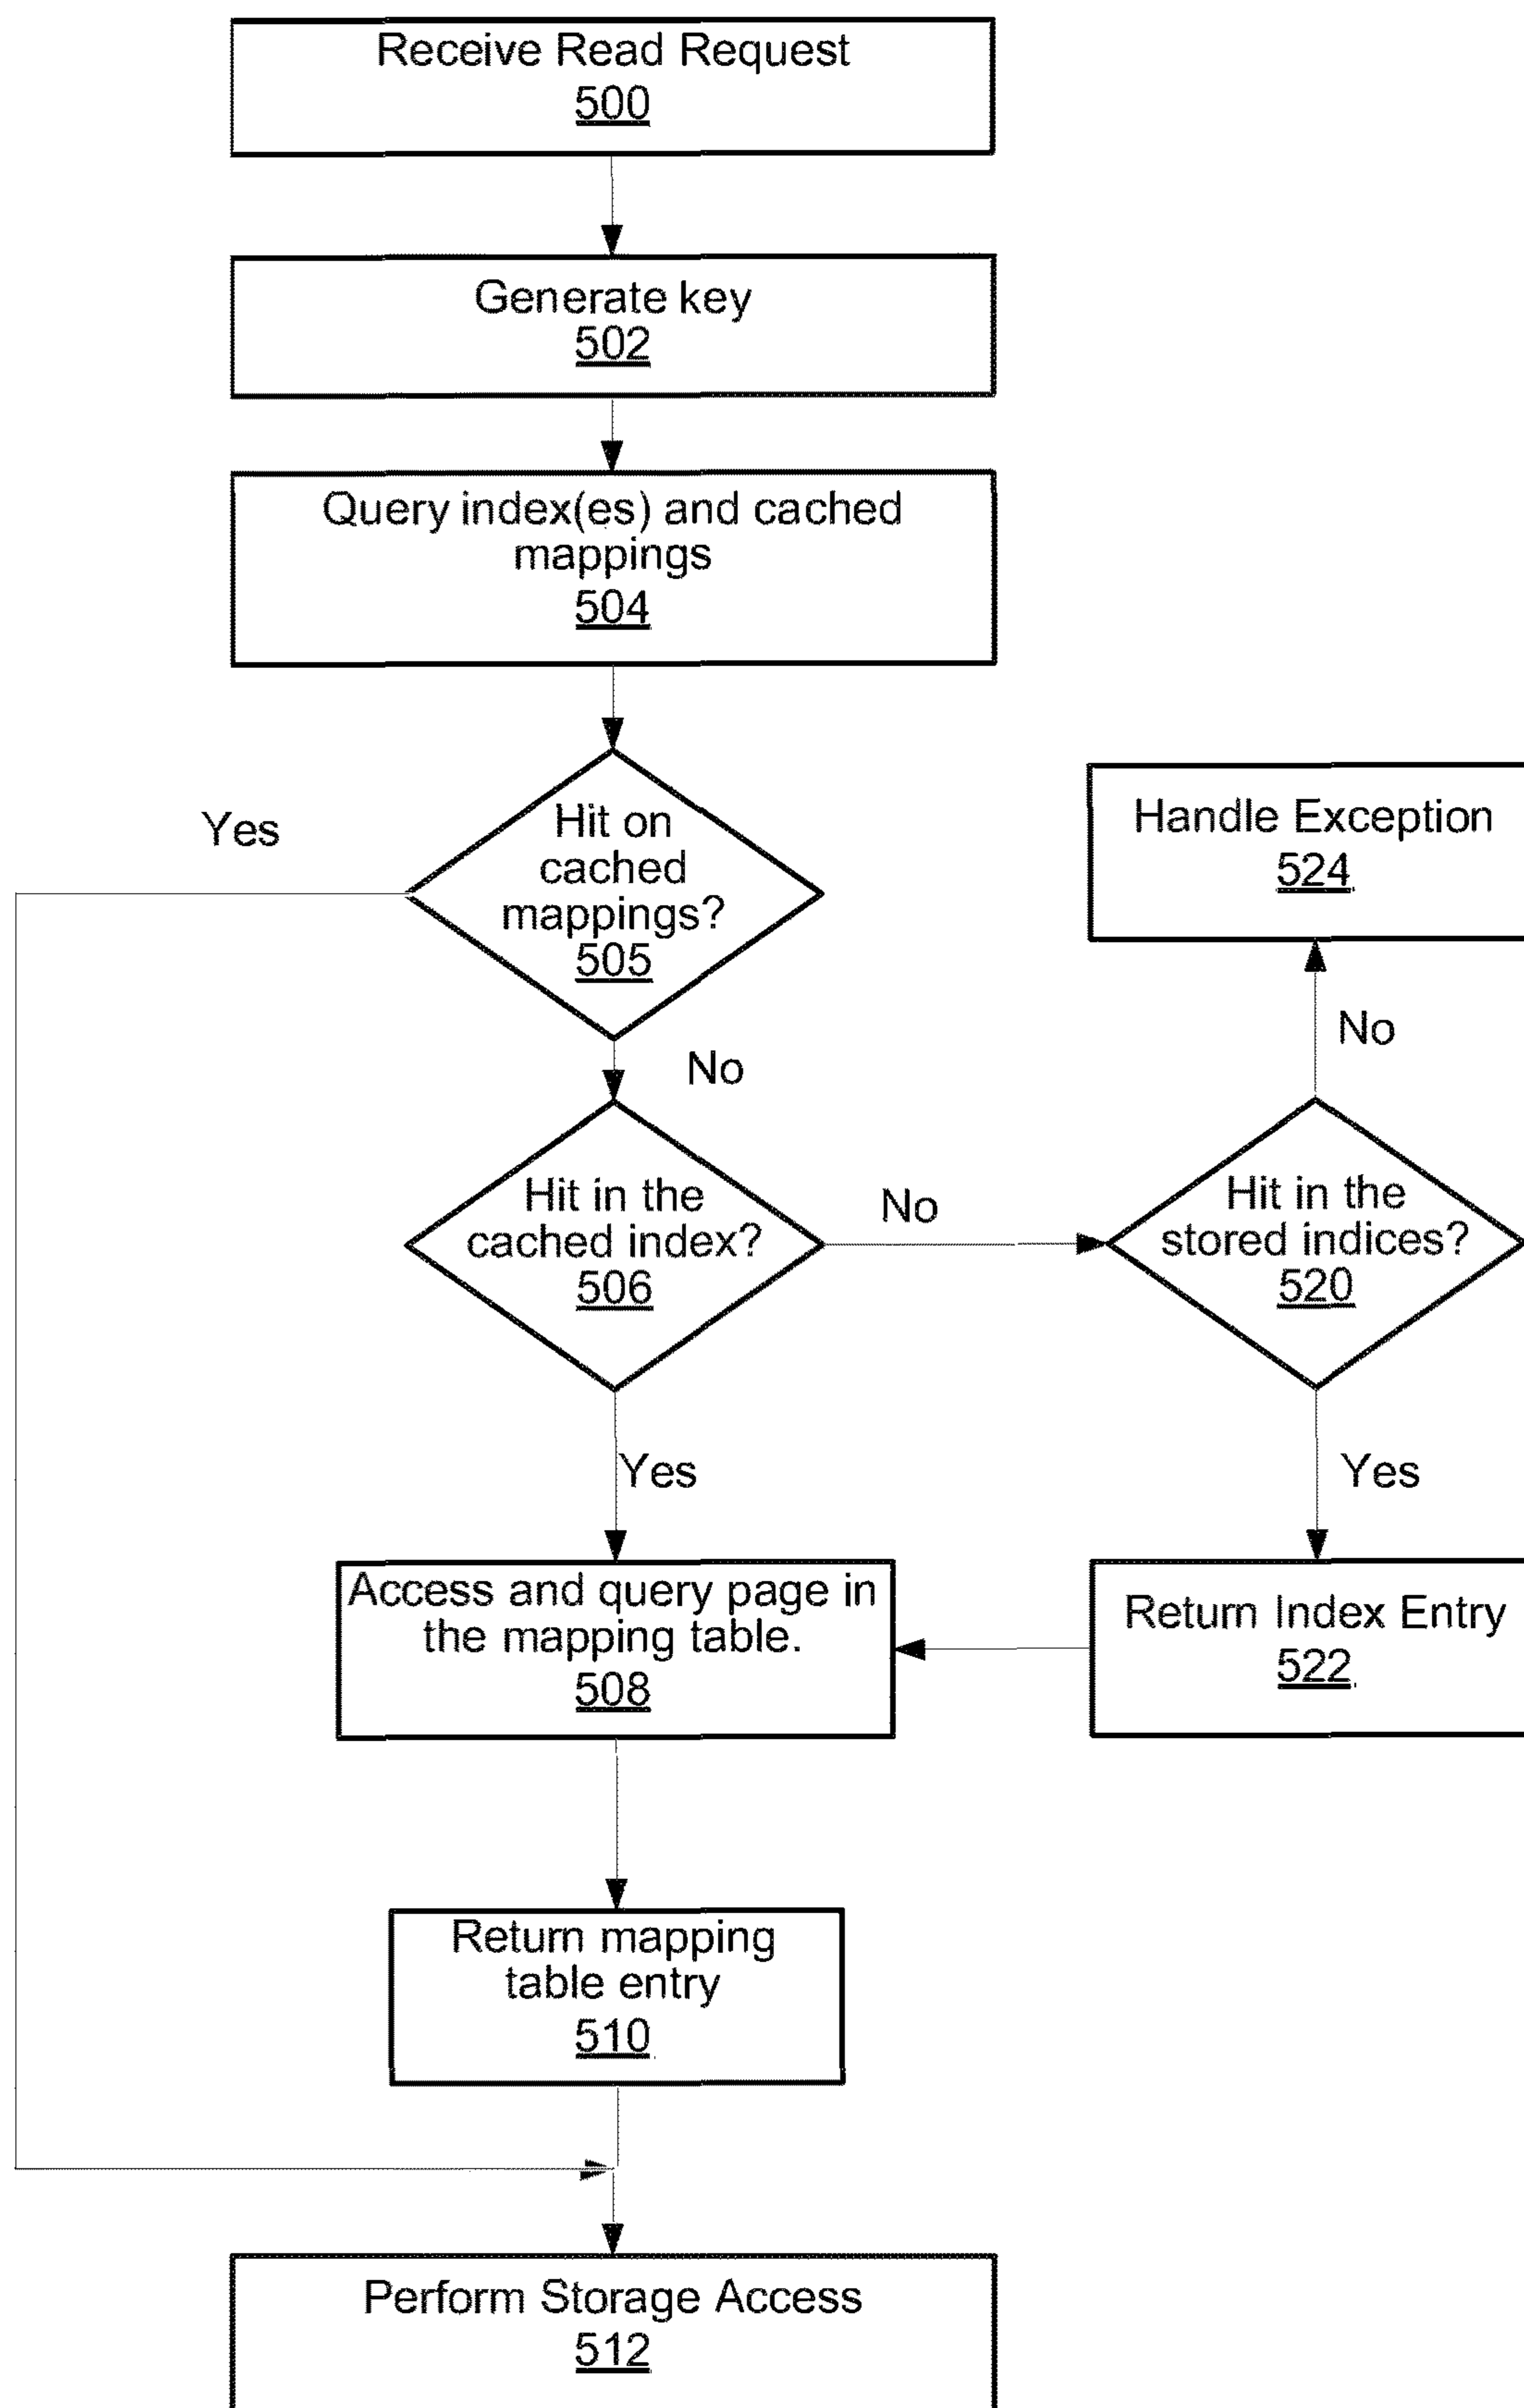 Receive Read Request
500
Generate key
502
Query index(es) and cached
mappings
504
Yes
Hit on
cached
mappings?
505
No
Handle Exception
524
No
Hit in the
cached index?
506
No
Hit in the
stored indices?
520
Yes
Yes
Access and query page in
the mapping table.
508
Return Index Entry
522
Return mapping
table entry
510
Perform Storage Access
512